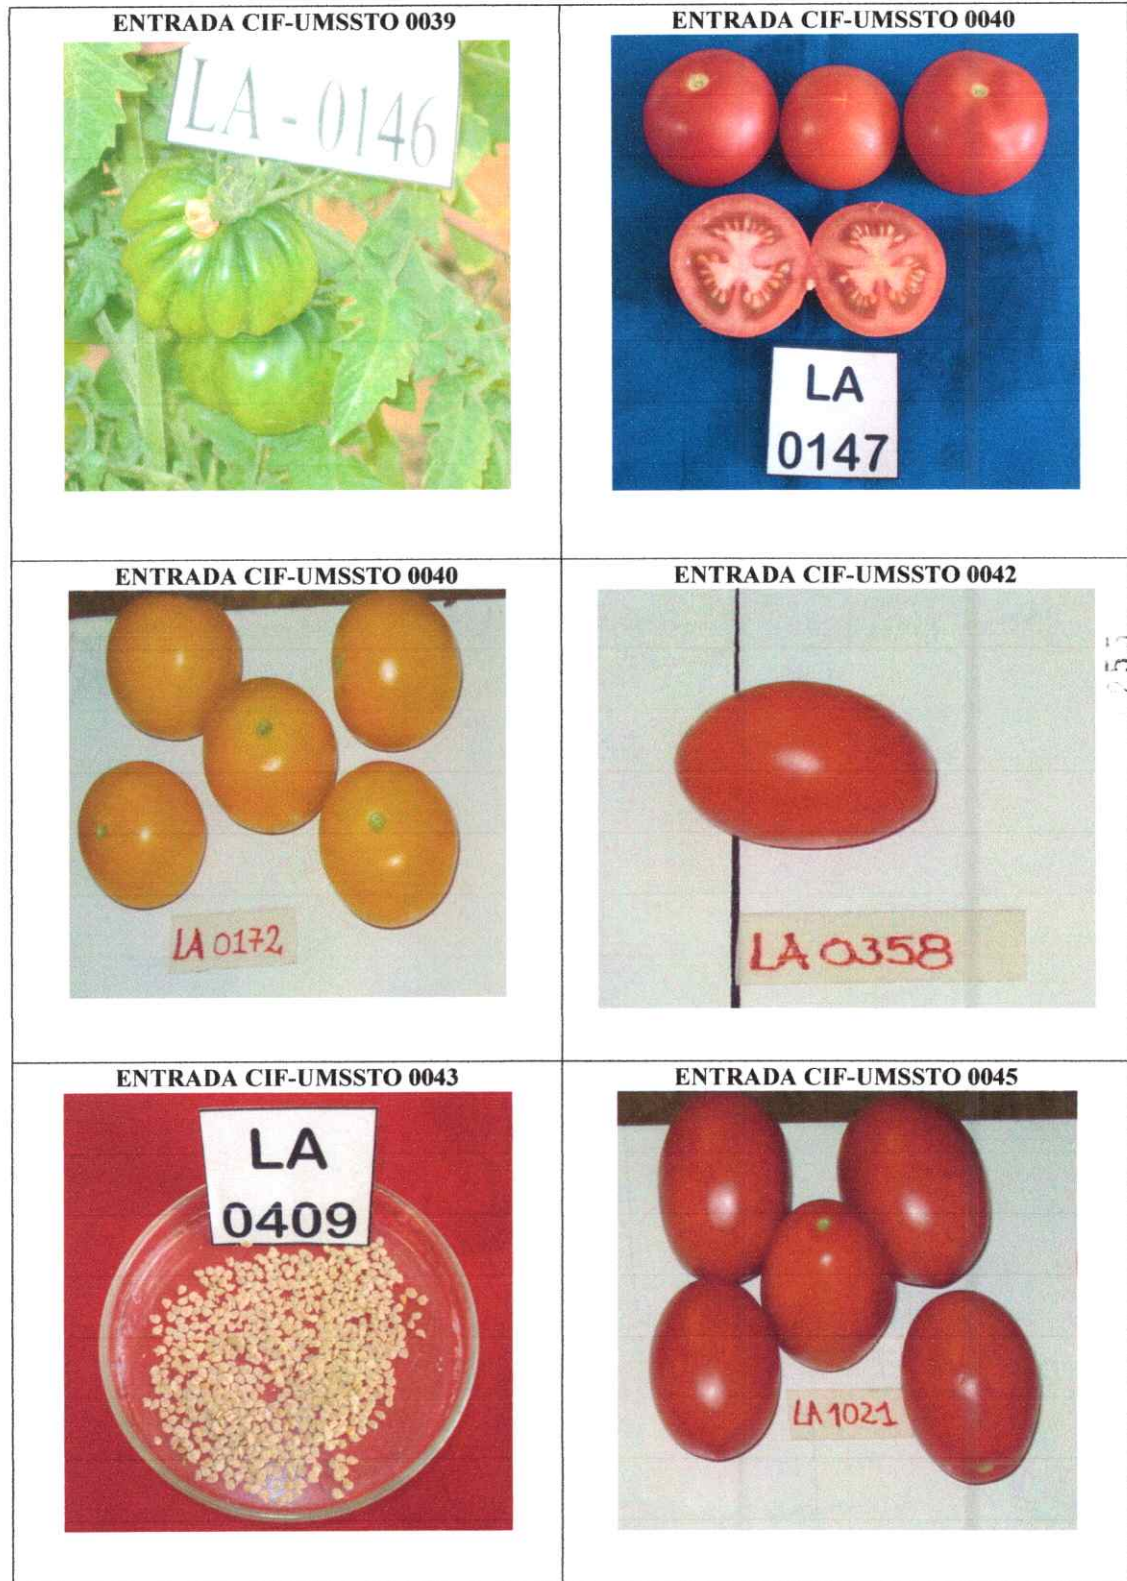 ENTRADA CIF-UMSSTO 0039
LA - 0146
ENTRADA CIF-UMSSTO 0040
LA
0147
ENTRADA CIF-UMSSTO 0040
LA 0172
ENTRADA CIF-UMSSTO 0042
LA 0358
ENTRADA CIF-UMSSTO 0043
LA
0409
ENTRADA CIF-UMSSTO 0045
LA 1021